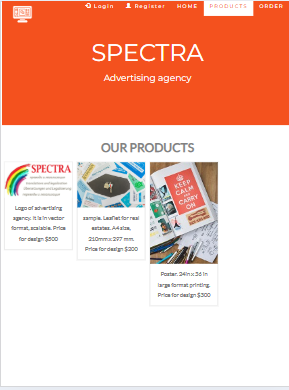 Login
Register
HOME
PRODUCTS
ORDER
SPECTRA
Advertising agency
OUR PRODUCTS
SPECTRA
Logo of advertising
agency. It is in vector
format, scalable. Price
for design $500
sample. Leaflet for real
estates. A4 size,
210mm x 297 mm.
Price for design $200
KEEP
CALM
AND
CARRY
ON
Poster. 24in x 36 in
large format printing.
Price for design $300